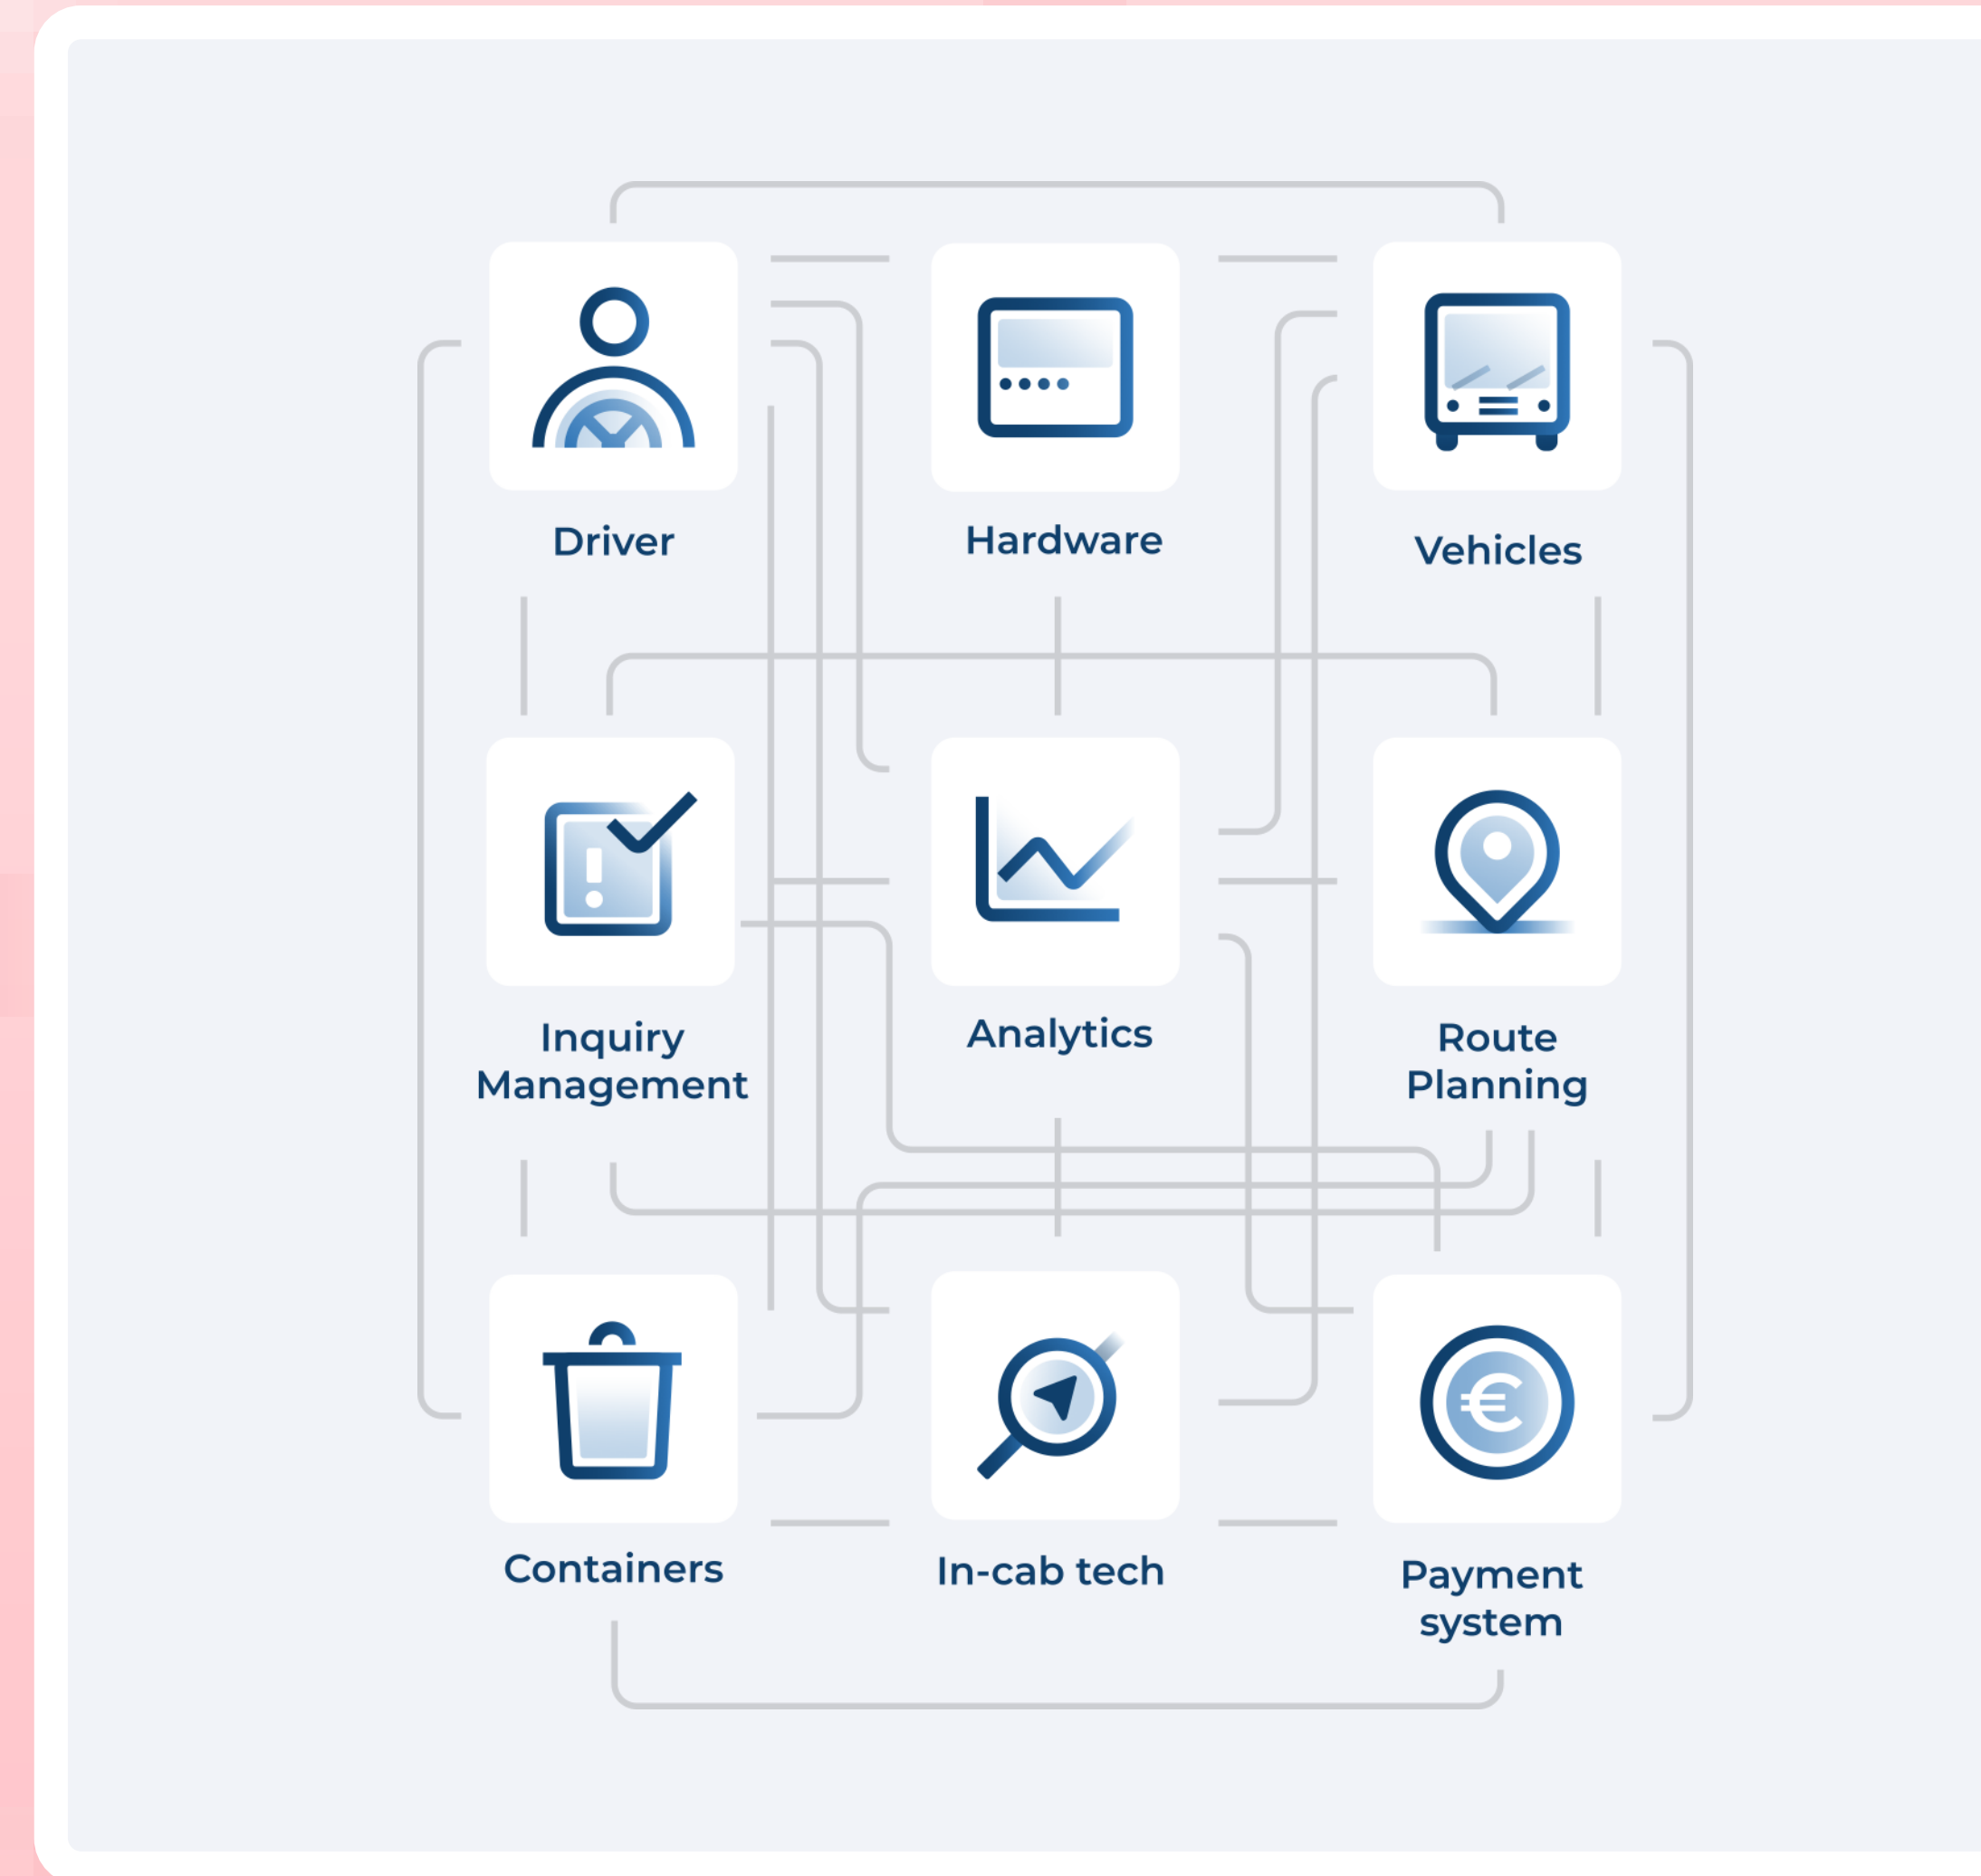 Driver
Hardware
Vehicles
Inquiry
Management
Analytics
Route
Planning
Containers
In-cab tech
Payment
system